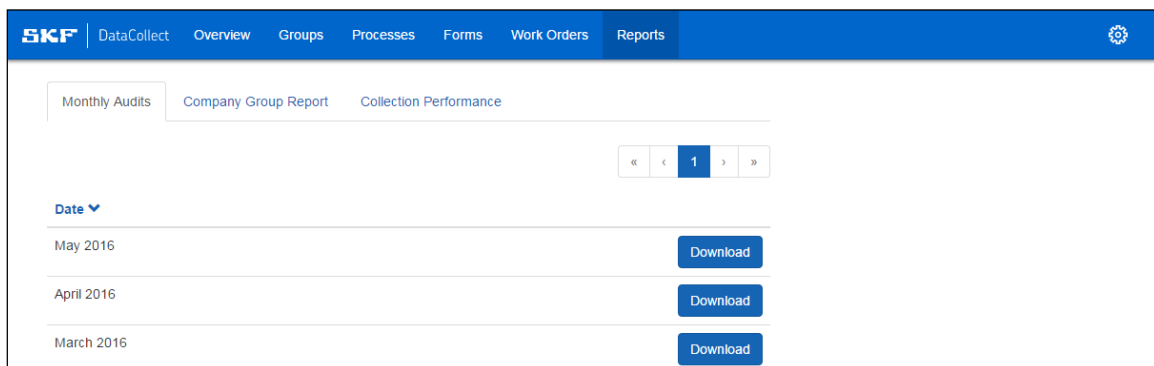 SKF DataCollect Overview Groups Processes Forms Work Orders Reports
Monthly Audits Company Group Report Collection Performance
« ‹ 1 › »
Date
May 2016 Download
April 2016 Download
March 2016 Download